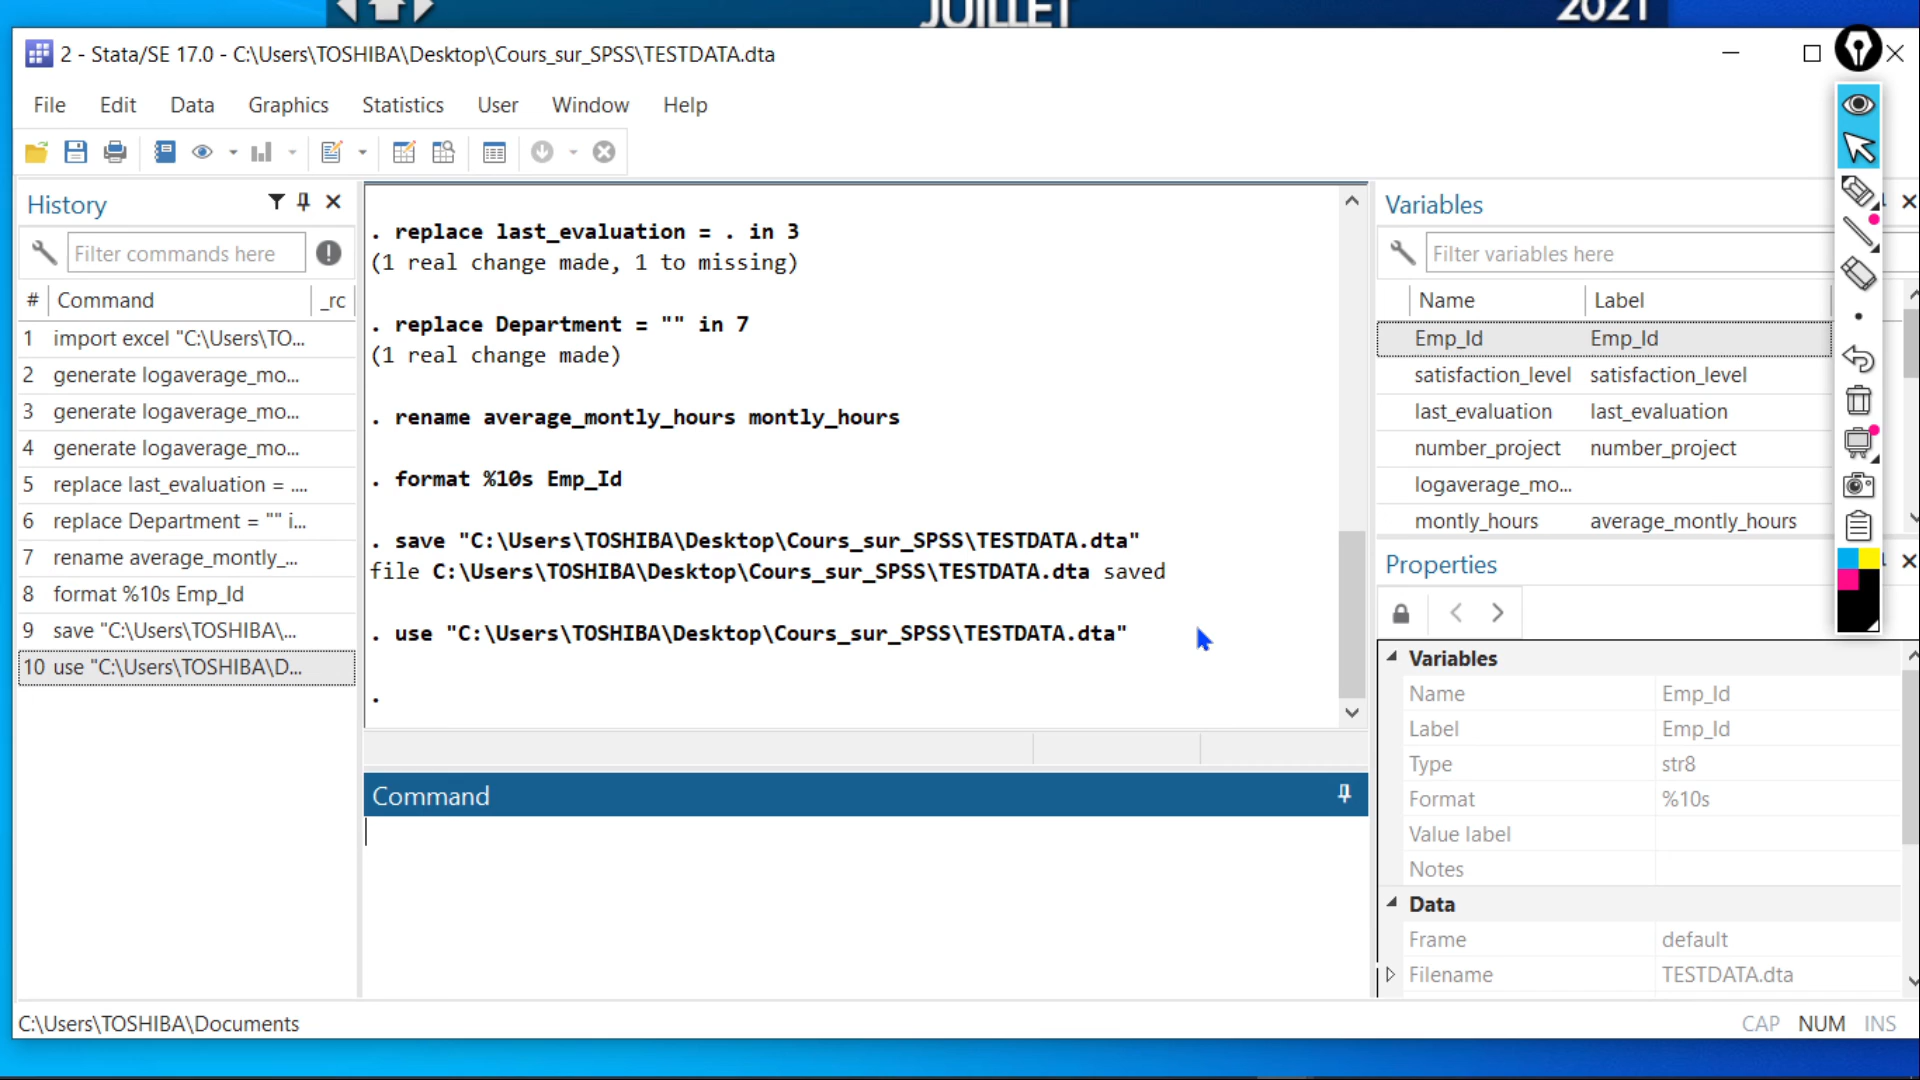 JUILLET
2021
2 - Stata/SE 17.0 - C:\Users\TOSHIBA\Desktop\Cours_sur_SPSS\TESTDATA.dta
File Edit Data Graphics Statistics User Window Help
History
Filter commands here
# Command _rc
1 import excel "C:\Users\TO...
2 generate logaverage_mo...
3 generate logaverage_mo...
4 generate logaverage_mo...
5 replace last_evaluation = ....
6 replace Department = "" i...
7 rename average_montly_...
8 format %10s Emp_Id
9 save "C:\Users\TOSHIBA\...
10 use "C:\Users\TOSHIBA\D...
. replace last_evaluation = . in 3
(1 real change made, 1 to missing)
. replace Department = "" in 7
(1 real change made)
. rename average_montly_hours montly_hours
. format %10s Emp_Id
. save "C:\Users\TOSHIBA\Desktop\Cours_sur_SPSS\TESTDATA.dta"
file C:\Users\TOSHIBA\Desktop\Cours_sur_SPSS\TESTDATA.dta saved
. use "C:\Users\TOSHIBA\Desktop\Cours_sur_SPSS\TESTDATA.dta"
.
Command
Variables
Filter variables here
Name Label
Emp_Id Emp_Id
satisfaction_level satisfaction_level
last_evaluation last_evaluation
number_project number_project
logaverage_mo...
montly_hours average_montly_hours
Properties
Variables
Name Emp_Id
Label Emp_Id
Type str8
Format %10s
Value label
Notes
Data
Frame default
Filename TESTDATA.dta
C:\Users\TOSHIBA\Documents
CAP NUM INS